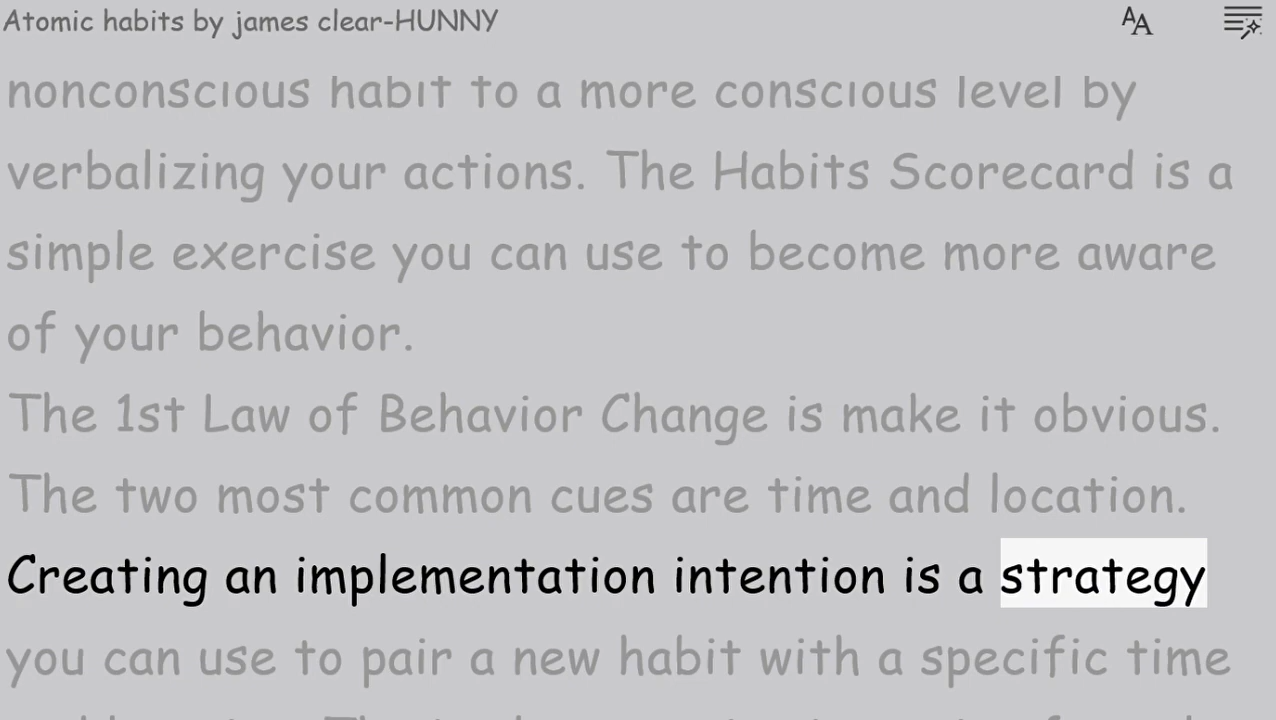 Atomic habits by james clear-HUNNY
AA
nonconscious habit to a more conscious level by
verbalizing your actions. The Habits Scorecard is a
simple exercise you can use to become more aware
of your behavior.
The 1st Law of Behavior Change is make it obvious.
The two most common cues are time and location.
Creating an implementation intention is a strategy
you can use to pair a new habit with a specific time